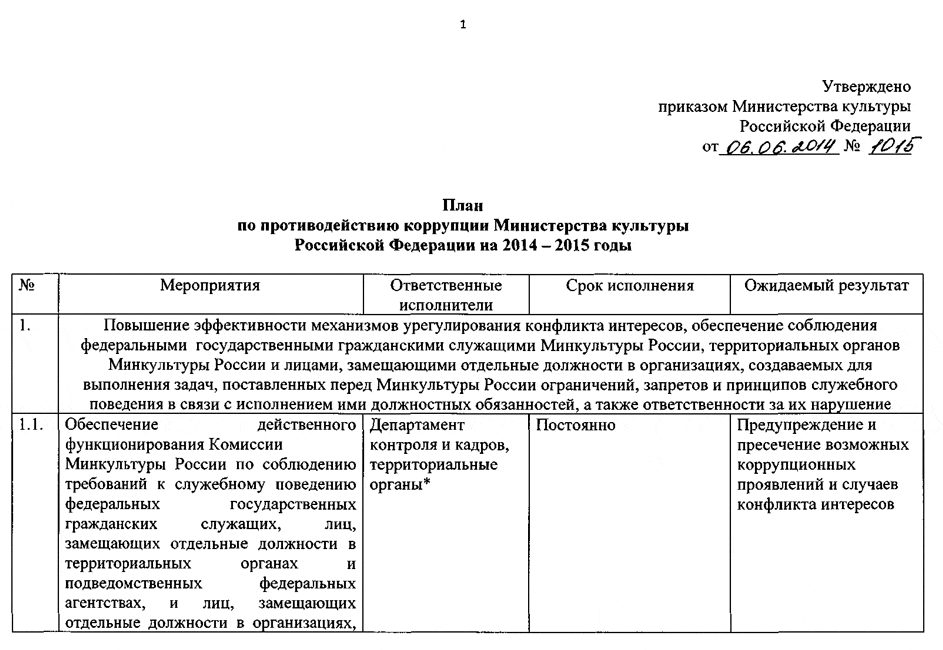 1
Утверждено
приказом Министерства культуры
Российской Федерации
от 06.06.2014 № 1015
План
по противодействию коррупции Министерства культуры
Российской Федерации на 2014 – 2015 годы
№ Мероприятия Ответственные исполнители Срок исполнения Ожидаемый результат
1. Повышение эффективности механизмов урегулирования конфликта интересов, обеспечение соблюдения
федеральными государственными гражданскими служащими Минкультуры России, территориальных органов
Минкультуры России и лицами, замещающими отдельные должности в организациях, создаваемых для
выполнения задач, поставленных перед Минкультуры России ограничений, запретов и принципов служебного
поведения в связи с исполнением ими должностных обязанностей, а также ответственности за их нарушение
1.1. Обеспечение действенного
функционирования Комиссии
Минкультуры России по соблюдению
требований к служебному поведению
федеральных государственных
гражданских служащих, лиц,
замещающих отдельные должности в
территориальных органах и
подведомственных федеральных
агентствах, и лиц, замещающих
отдельные должности в организациях,
Департамент
контроля и кадров,
территориальные
органы*
Постоянно
Предупреждение и
пресечение возможных
коррупционных
проявлений и случаев
конфликта интересов